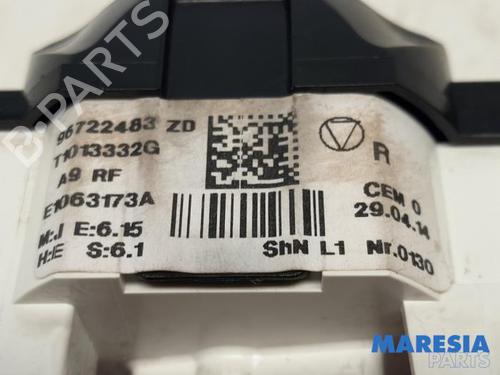 96722483 ZD
T1013332G
A9 RF
E1063173A
M:J E:6.15
H:E S:6.1
R
CEM 0
29.04.14
ShN L1 Nr.0130
B-PARTS
MARESIA
PARTS